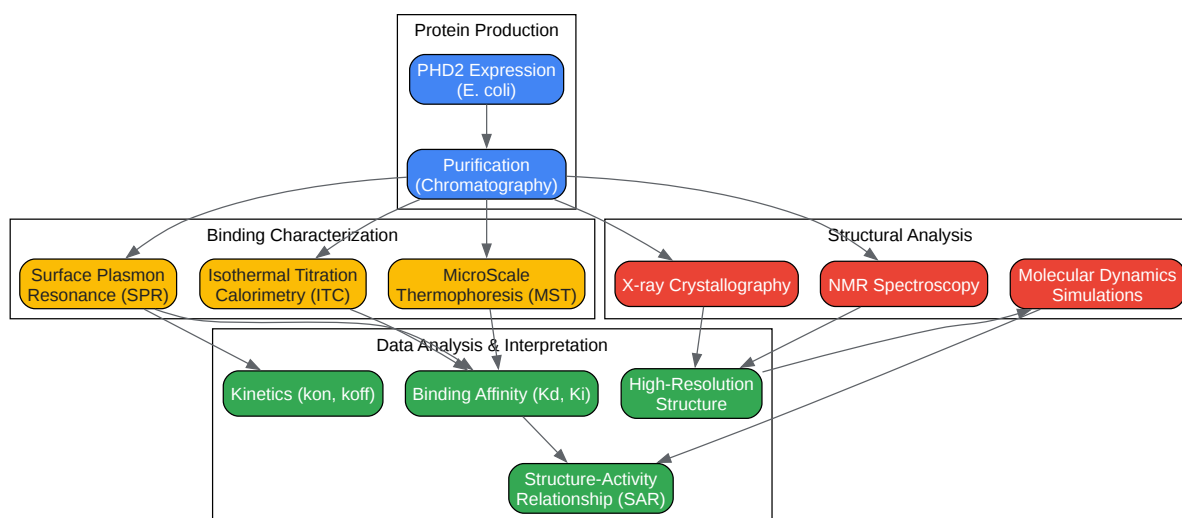 Protein Production
PHD2 Expression
(E. coli)
Purification
(Chromatography)
Binding Characterization
Surface Plasmon
Resonance (SPR)
Isothermal Titration
Calorimetry (ITC)
MicroScale
Thermophoresis (MST)
Structural Analysis
X-ray Crystallography
NMR Spectroscopy
Molecular Dynamics
Simulations
Data Analysis & Interpretation
Kinetics (kon, koff)
Binding Affinity (Kd, Ki)
High-Resolution
Structure
Structure-Activity
Relationship (SAR)